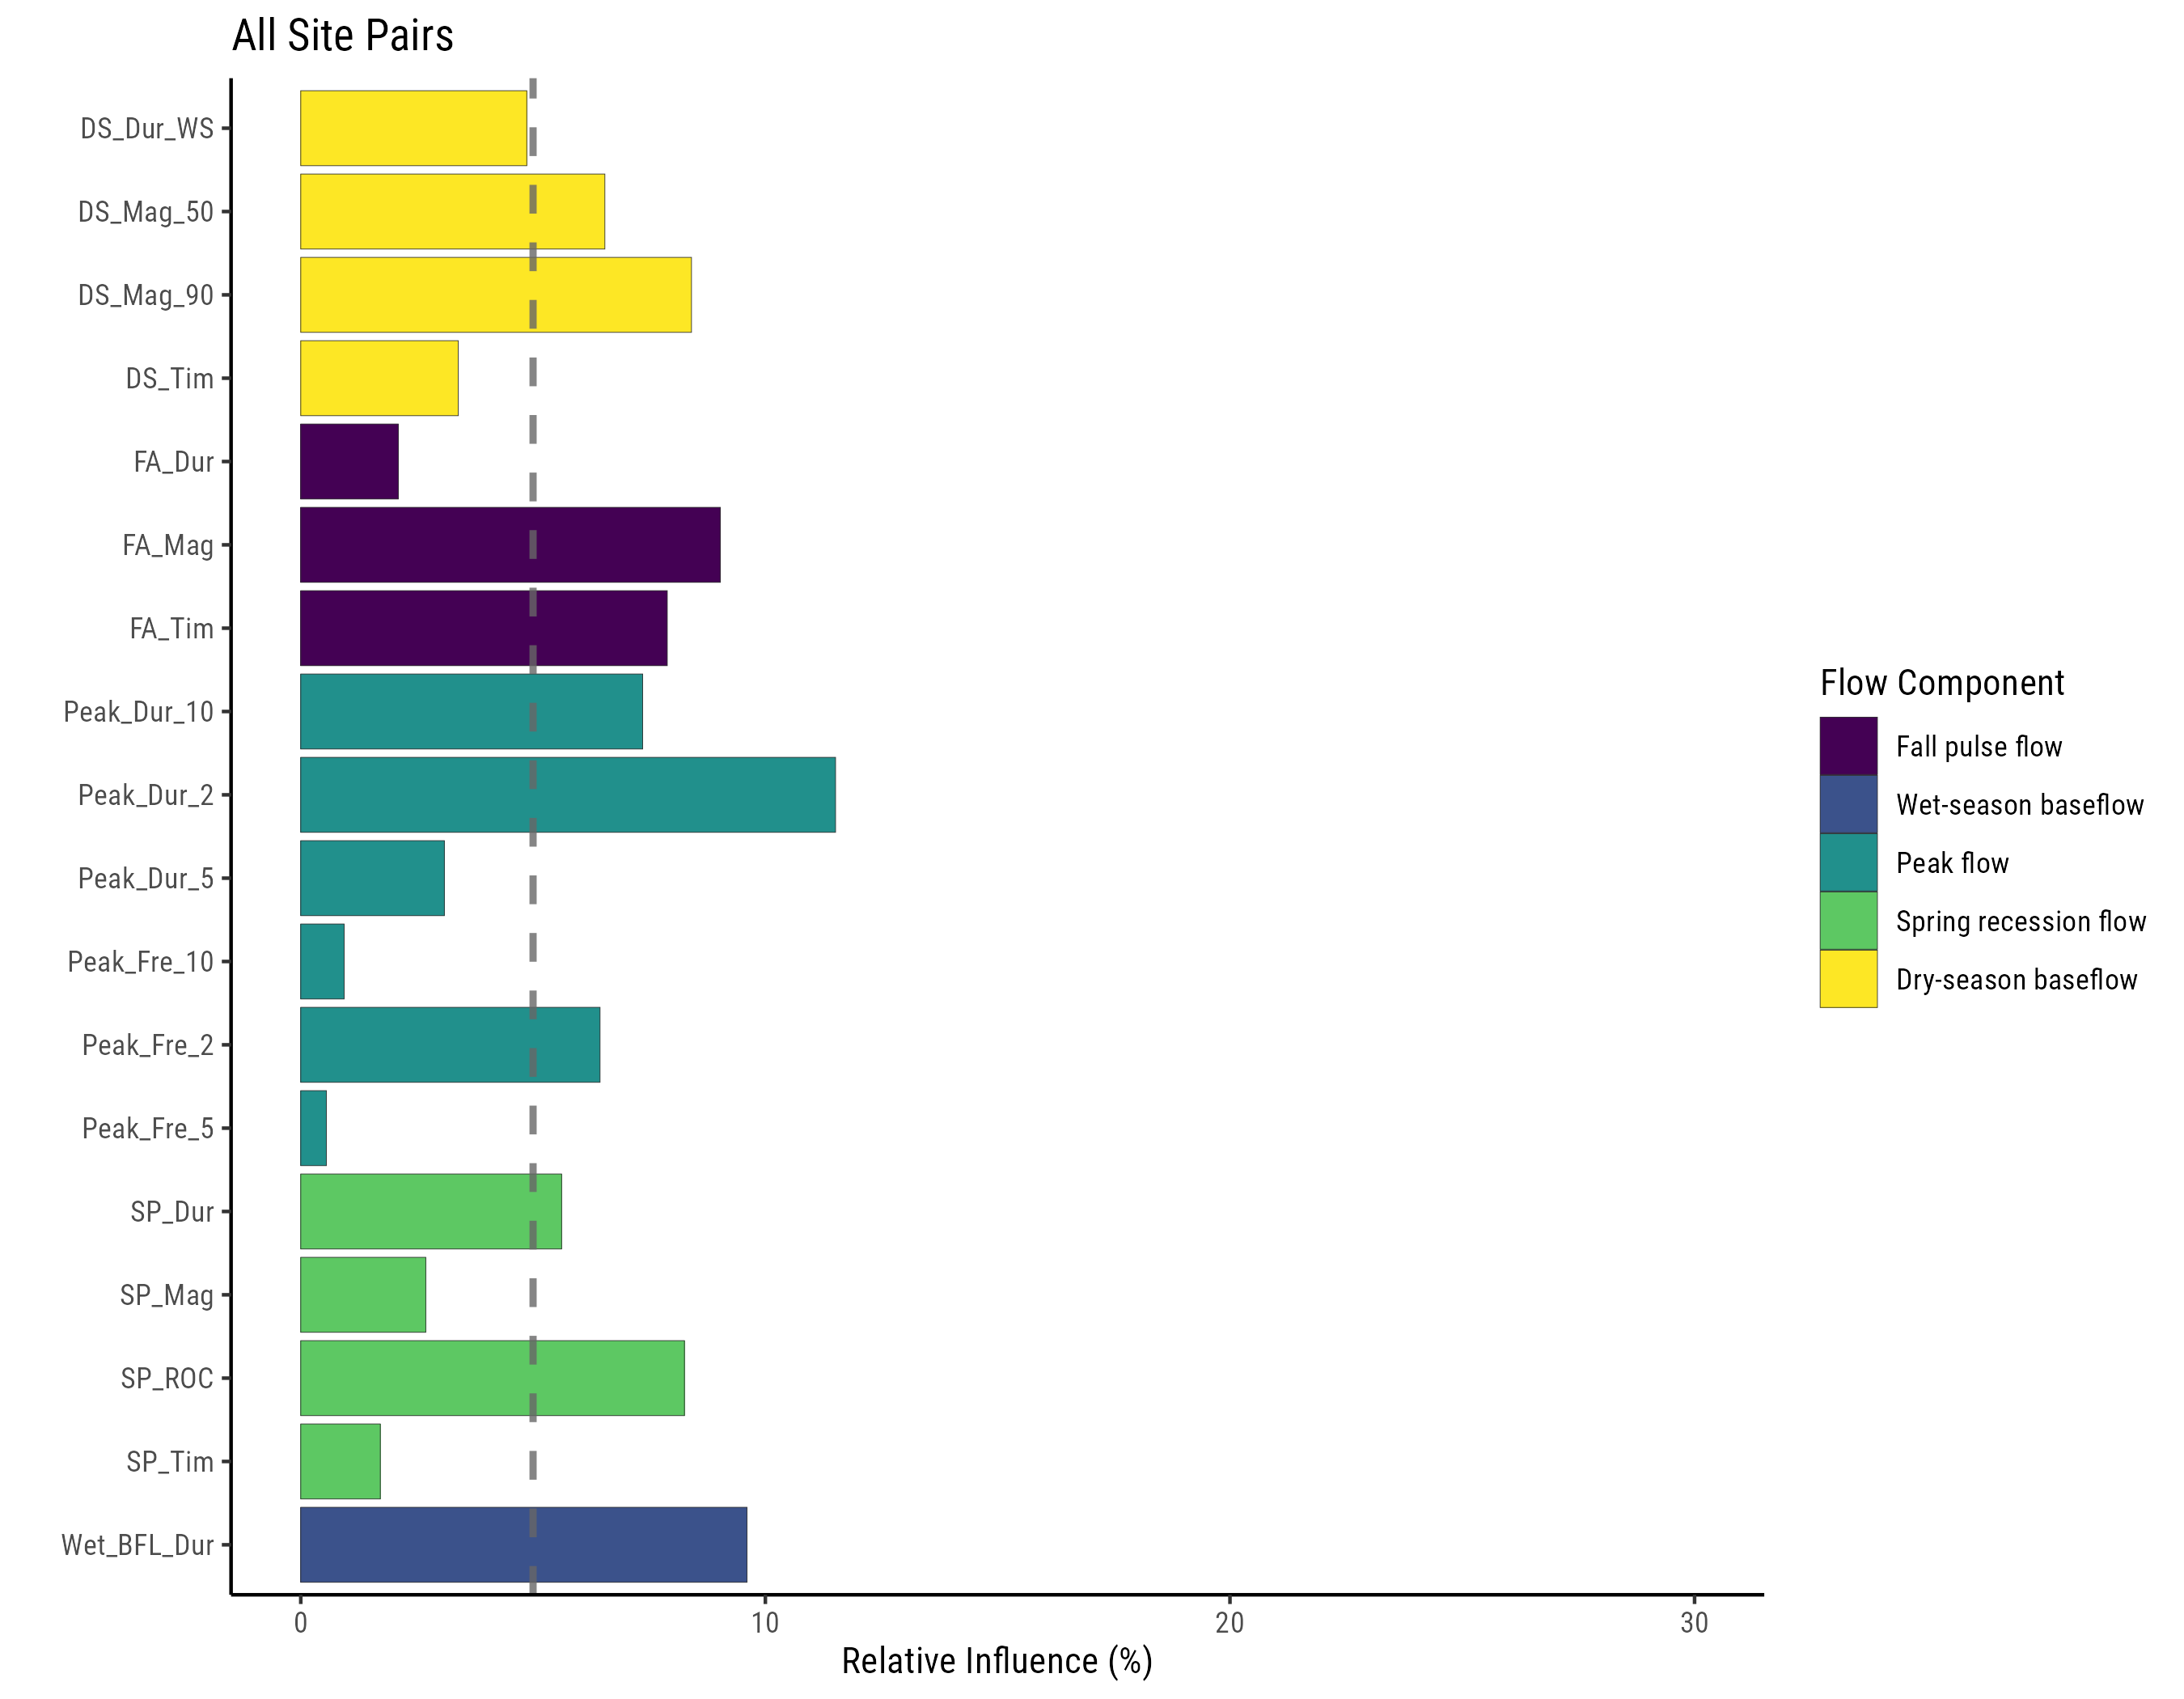 All Site Pairs
DS_Dur_WS
DS_Mag_50
DS_Mag_90
DS_Tim
FA_Dur
FA_Mag
FA_Tim
Peak_Dur_10
Peak_Dur_2
Peak_Dur_5
Peak_Fre_10
Peak_Fre_2
Peak_Fre_5
SP_Dur
SP_Mag
SP_ROC
SP_Tim
Wet_BFL_Dur
0 10 20 30
Relative Influence (%)
Flow Component
Fall pulse flow
Wet-season baseflow
Peak flow
Spring recession flow
Dry-season baseflow